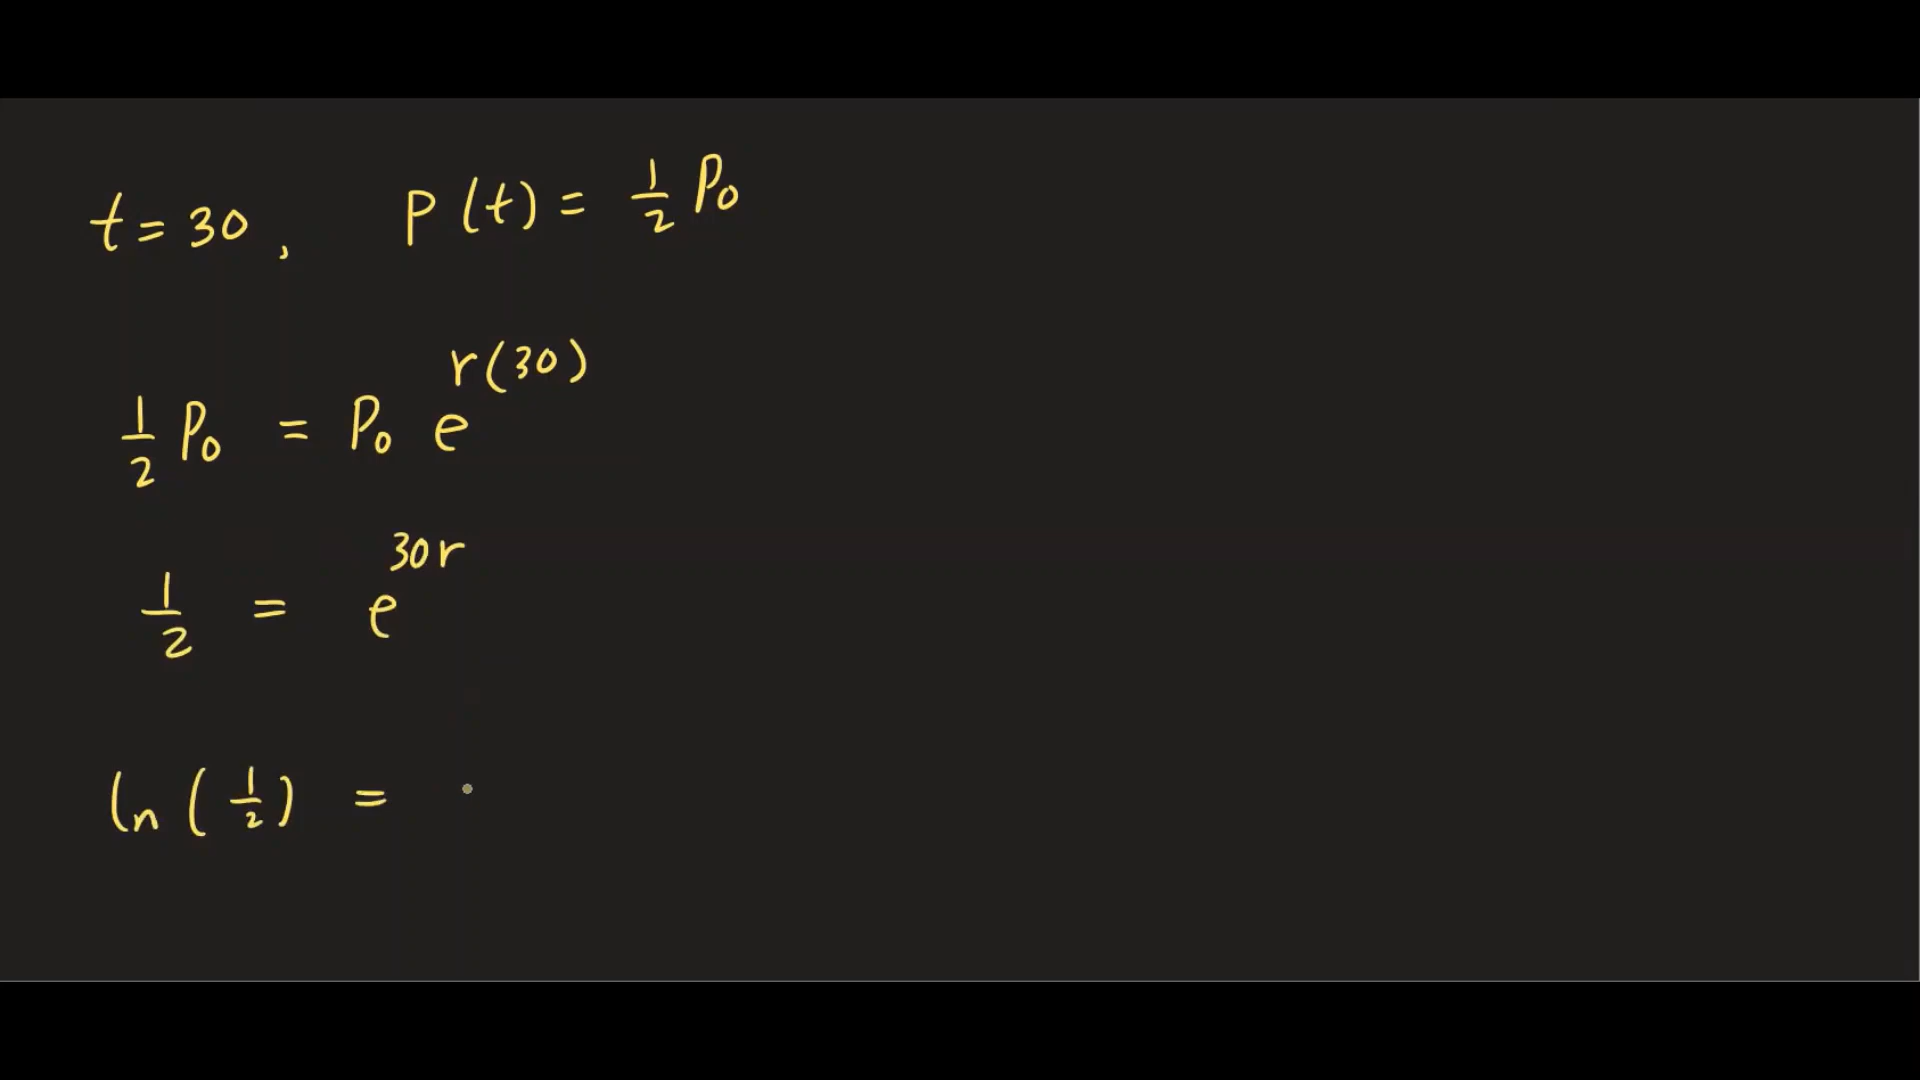 t = 30 , P(t) = 1/2 P₀
1/2 P₀ = P₀ e^r(30)
1/2 = e^30r
ln(1/2) =